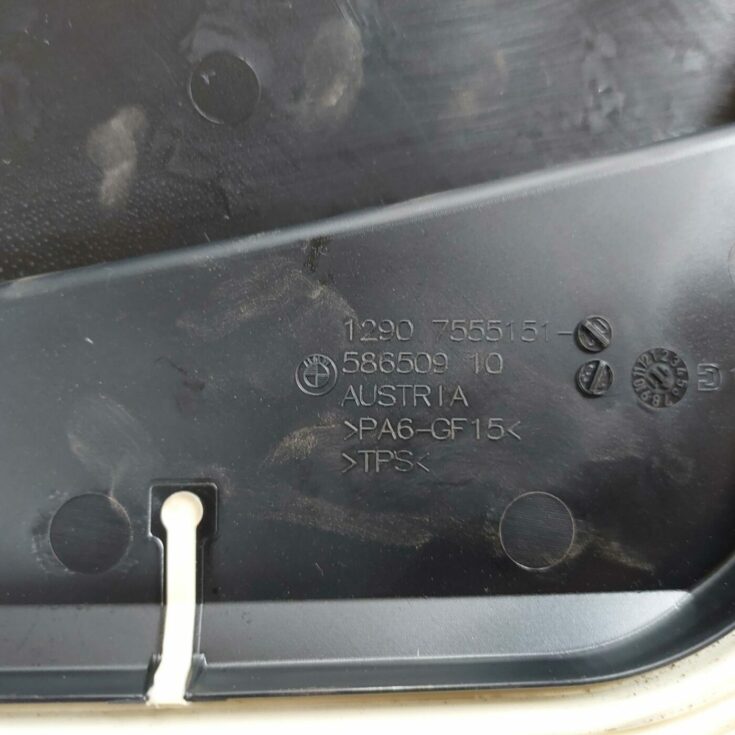 1290 7555151-
586509 10
AUSTRIA
>PA6-GF15<
>TPS<